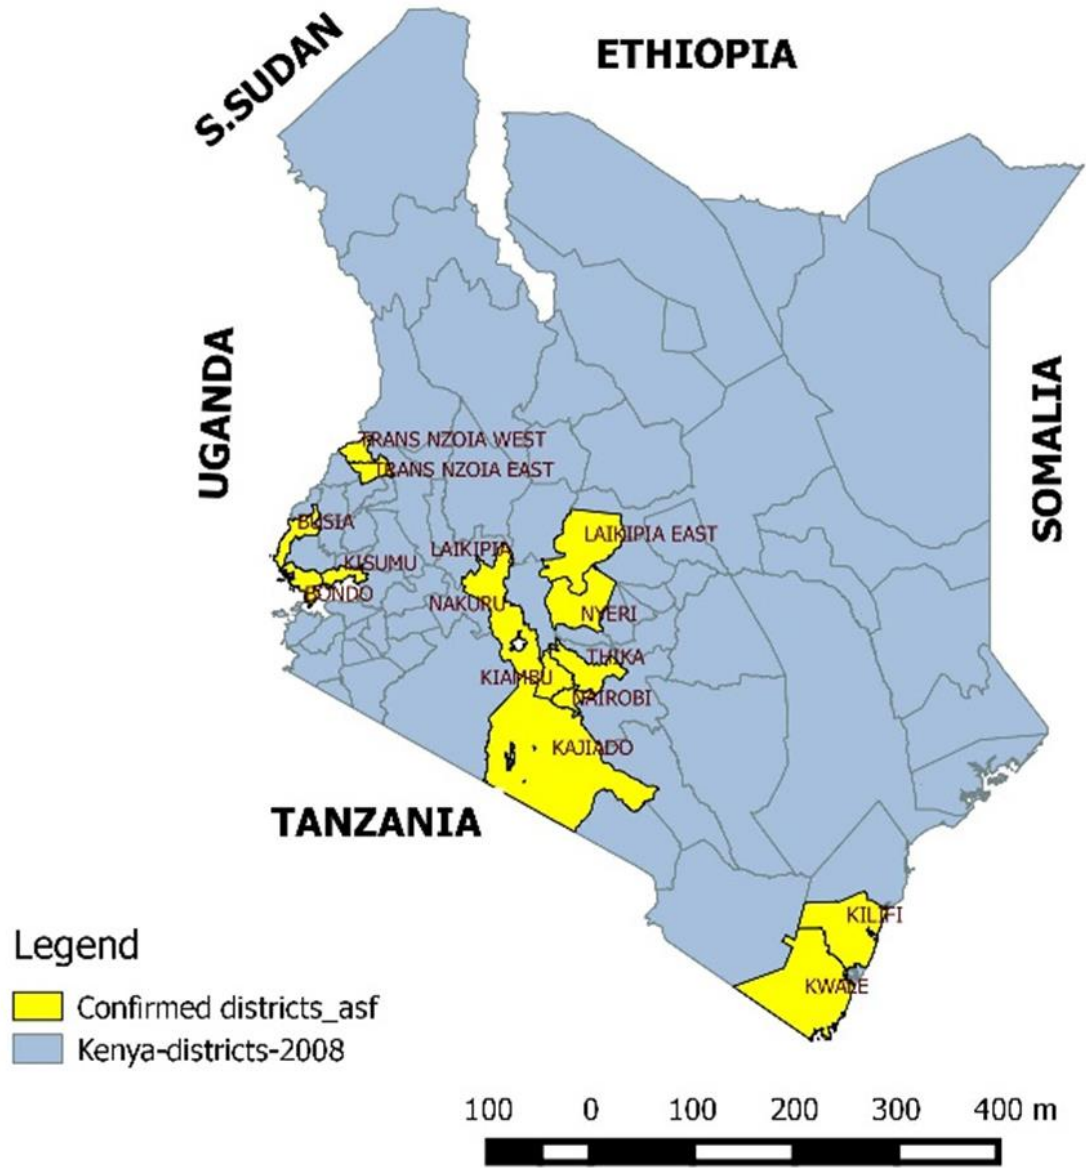 ETHIOPIA
S.SUDAN
UGANDA
SOMALIA
TRANS NZOIA WEST
TRANS NZOIA EAST
BUSIA
LAIKIPIA EAST
LAIKIPIA
KISUMU
BONDO
NAKURU
NYERI
THIKA
KIAMBU
NAIROBI
KAJIADO
TANZANIA
KILIFI
KWALE
Legend
Confirmed districts_asf
Kenya-districts-2008
100 0 100 200 300 400 m